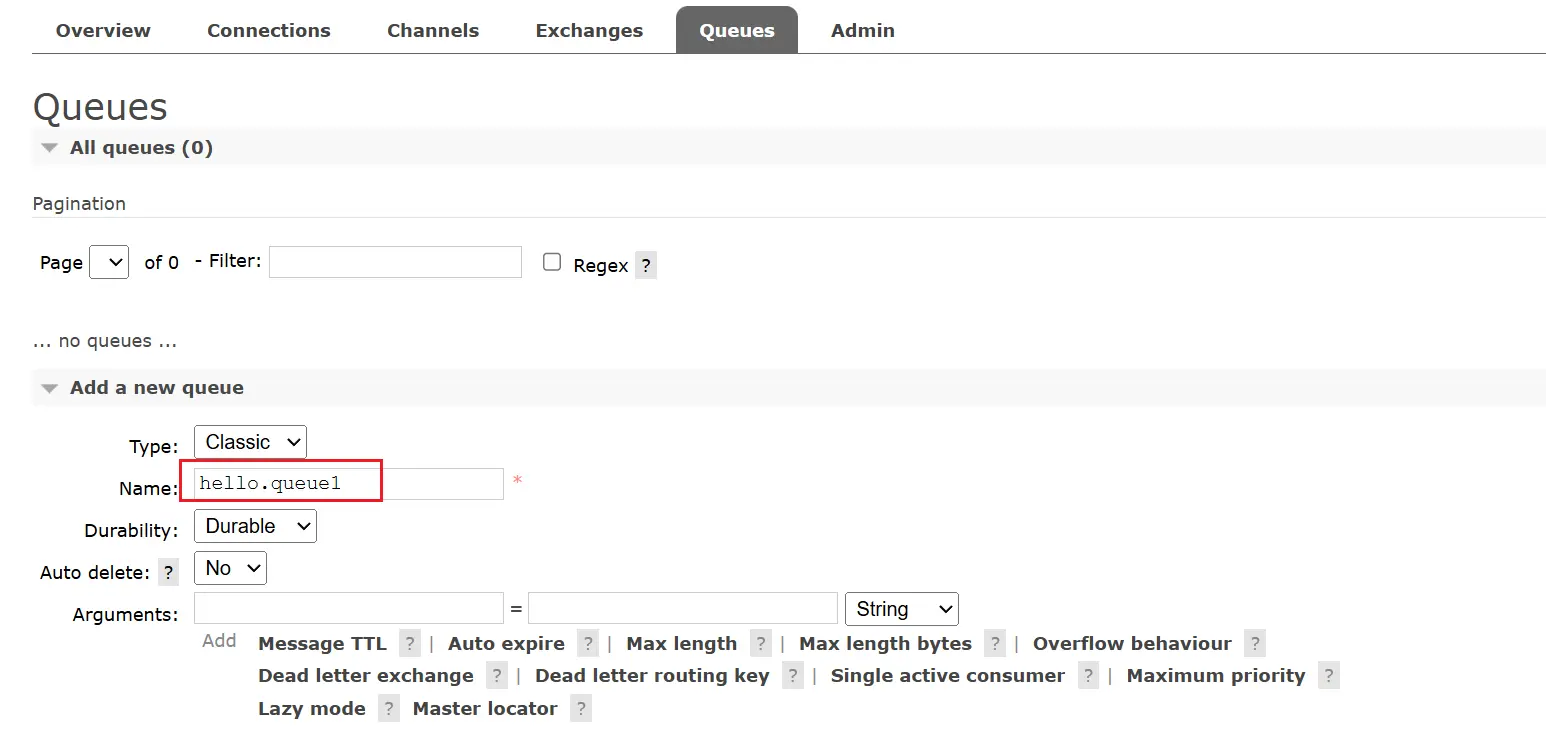 Overview Connections Channels Exchanges Queues Admin
Queues
All queues (0)
Pagination
Page of 0 - Filter: Regex ?
... no queues ...
Add a new queue
Type: Classic
Name: hello.queue1 *
Durability: Durable
Auto delete: ? No
Arguments: = String
Add Message TTL ? | Auto expire ? | Max length ? | Max length bytes ? | Overflow behaviour ?
Dead letter exchange ? | Dead letter routing key ? | Single active consumer ? | Maximum priority ?
Lazy mode ? Master locator ?